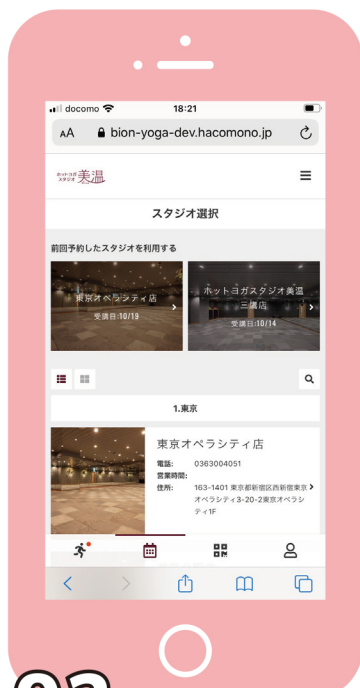 docomo 18:21
AA bion-yoga-dev.hacomono.jp
ホットヨガ
スタジオ 美温
スタジオ選択
前回予約したスタジオを利用する
東京オペラシティ店
受講日:10/19
ホットヨガスタジオ美温
三鷹店
受講日:10/14
1.東京
東京オペラシティ店
電話: 0363004051
営業時間:
住所: 163-1401 東京都新宿区西新宿東京
オペラシティ3-20-2東京オペラシ
ティ1F